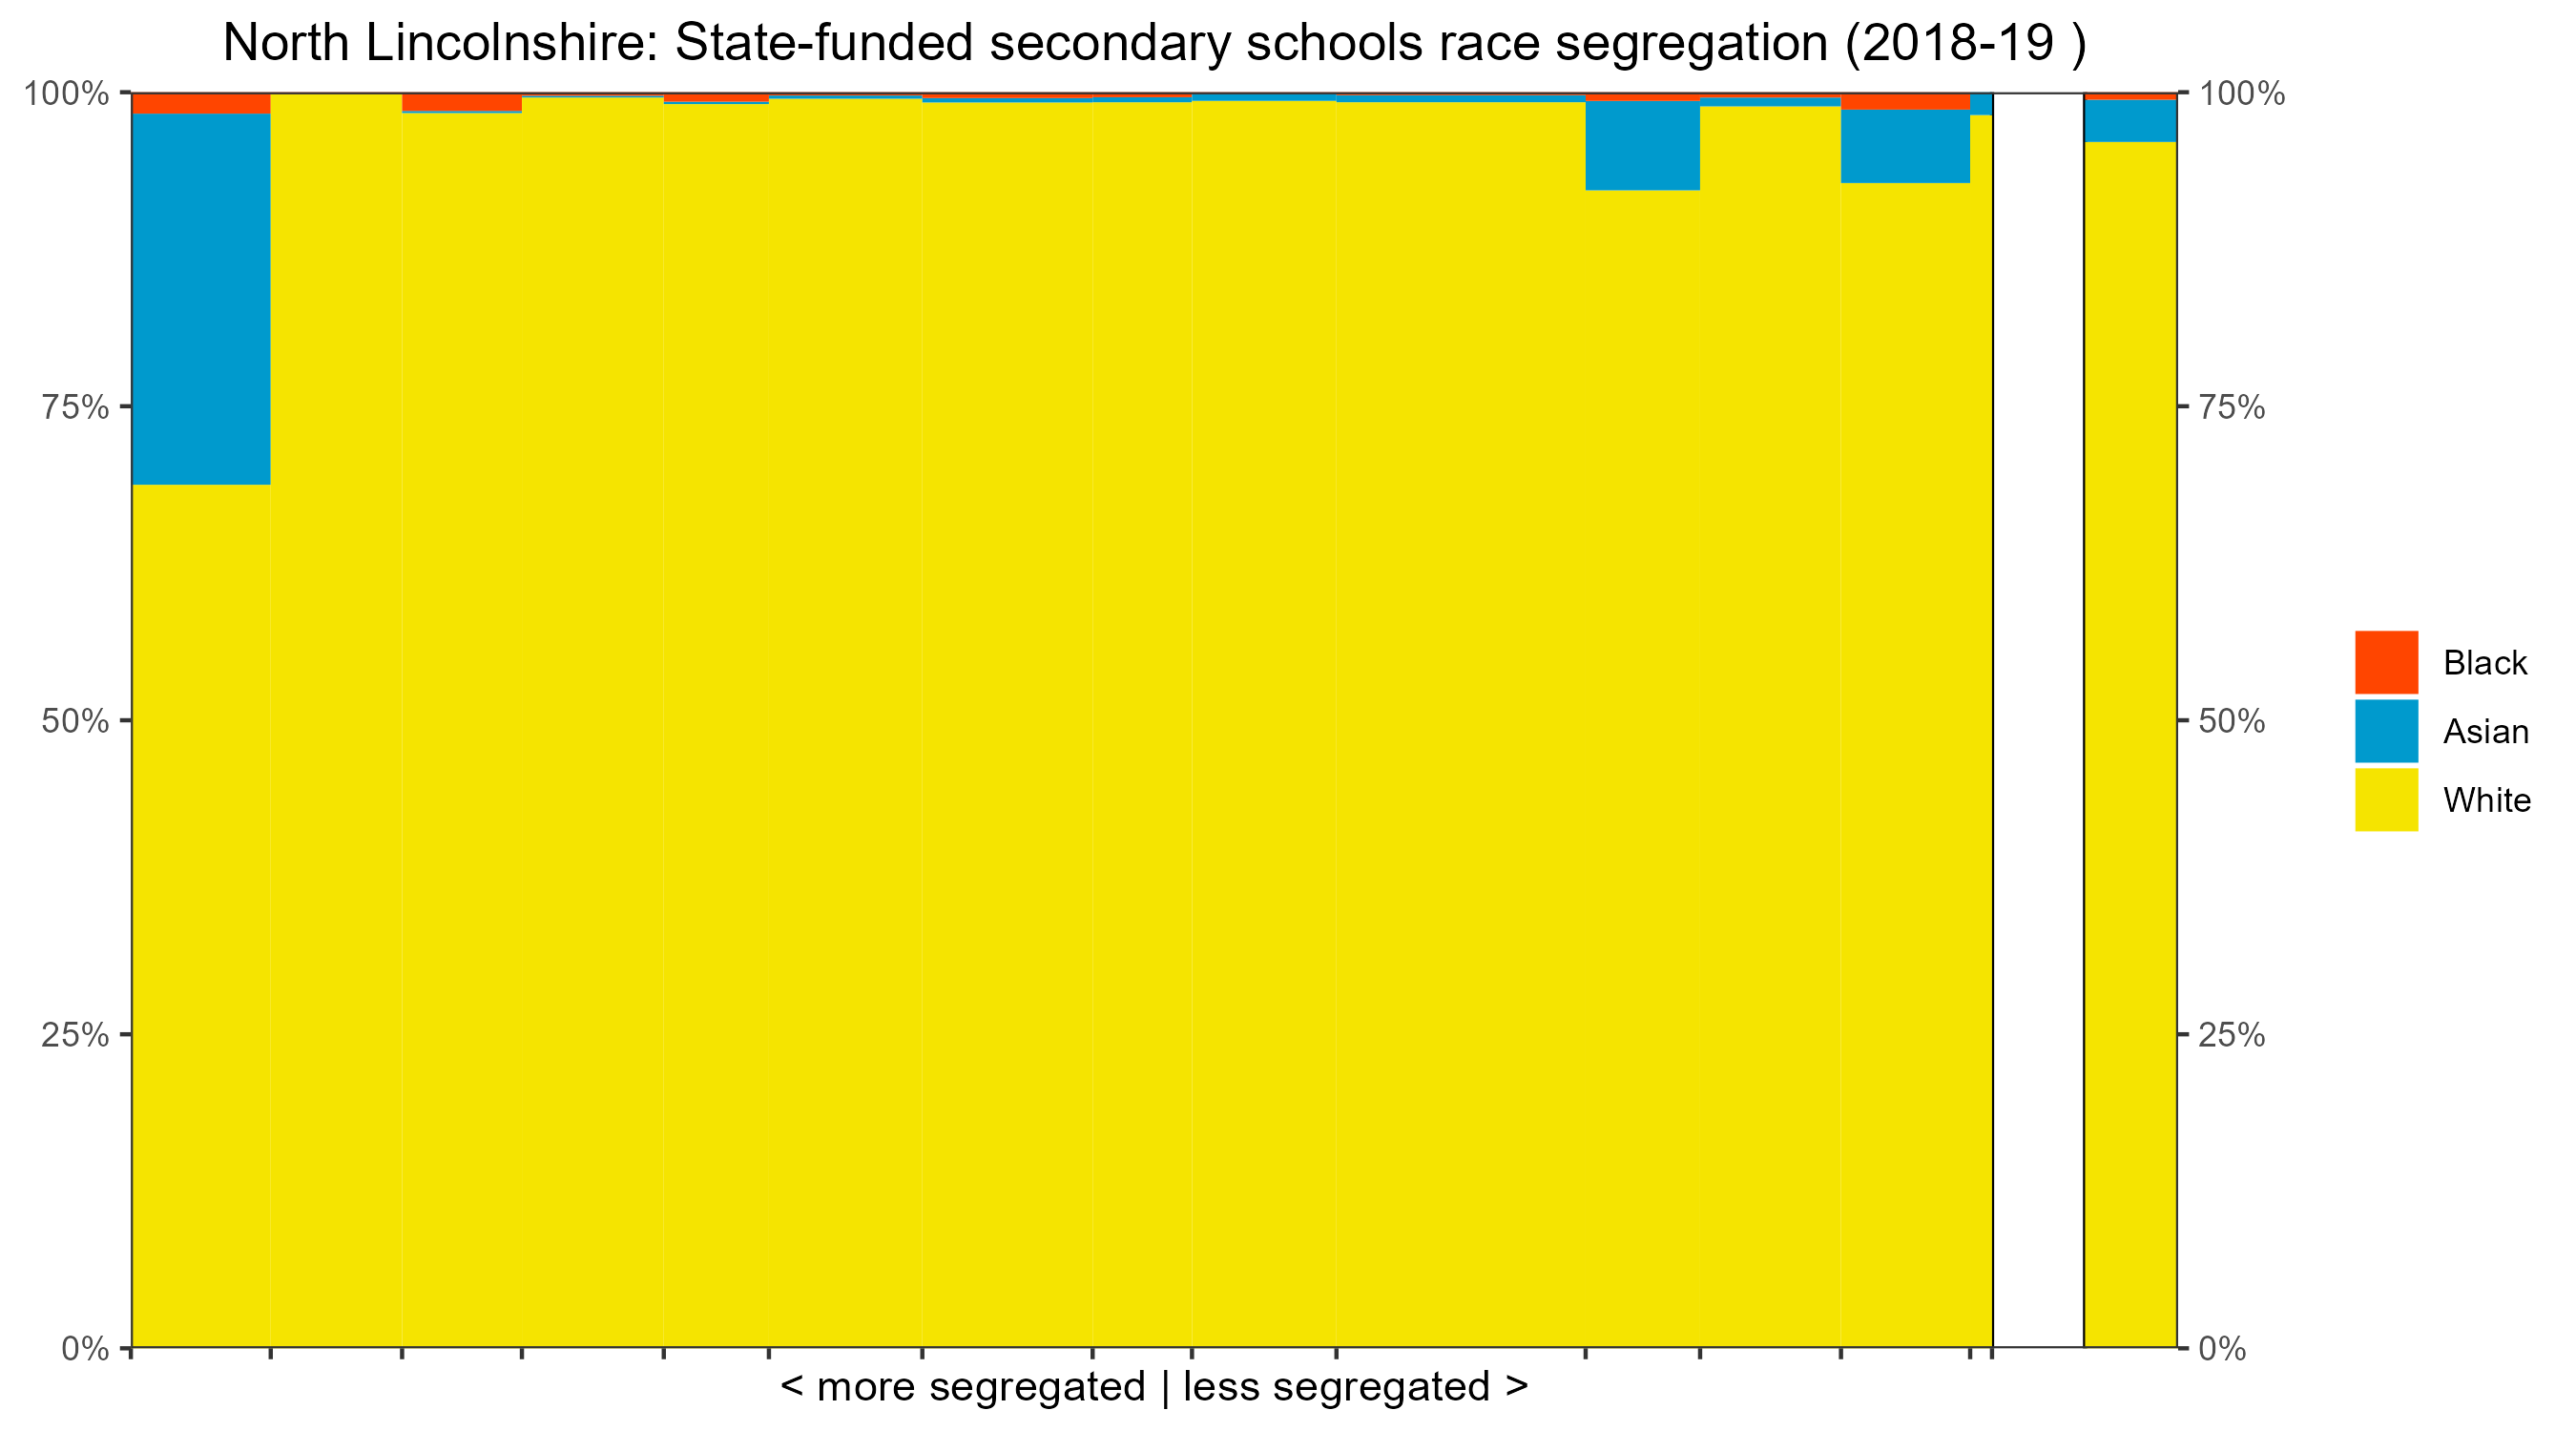 North Lincolnshire: State-funded secondary schools race segregation (2018-19 )
100%
75%
50%
25%
0%
100%
75%
50%
25%
0%
Black
Asian
White
< more segregated | less segregated >